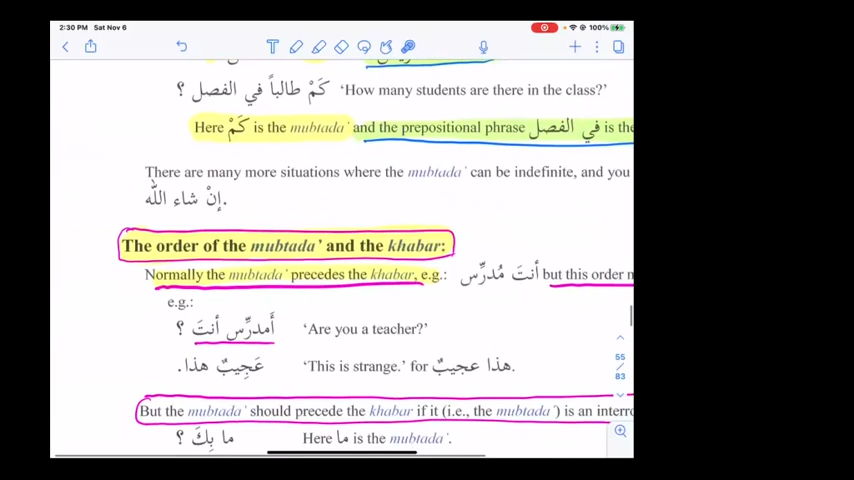 2:30 PM Sat Nov 6
100%
كَمْ طالباً في الفصل ؟ ‘How many students are there in the class?’
Here كَمْ is the mubtada’ and the prepositional phrase في الفصل is the
There are many more situations where the mubtada’ can be indefinite, and you
إنْ شاء الله.
The order of the mubtada’ and the khabar:
Normally the mubtada’ precedes the khabar, e.g.: أنتَ مُدرِّس but this order
e.g.:
أَمدرِّس أنتَ ؟ ‘Are you a teacher?’
عَجِيبٌ هذا. ‘This is strange.’ for هذا عجيبٌ.
But the mubtada’ should precede the khabar if it (i.e., the mubtada’) is an
ما بِكَ ؟ Here ما is the mubtada’.
55
83